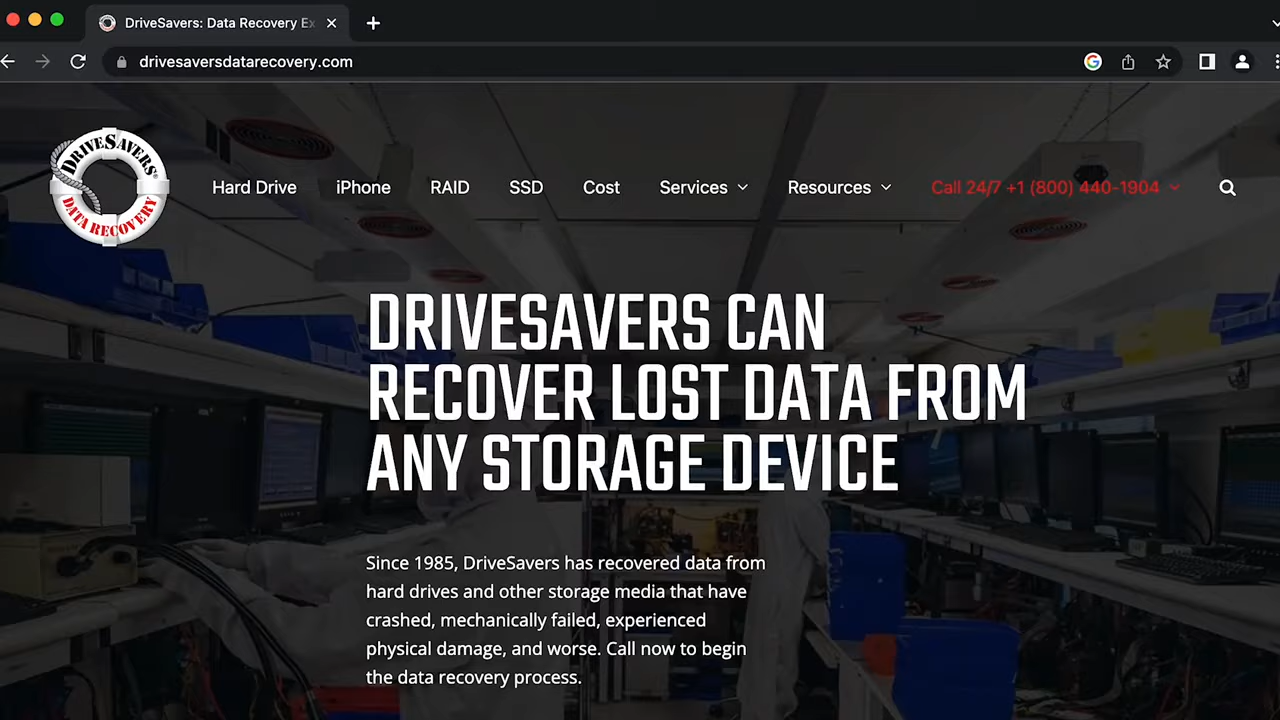 DriveSavers: Data Recovery Ex
drivesaversdatarecovery.com
DRIVESAVERS®
DATA RECOVERY
Hard Drive iPhone RAID SSD Cost Services Resources Call 24/7 +1 (800) 440-1904
DRIVESAVERS CAN
RECOVER LOST DATA FROM
ANY STORAGE DEVICE
Since 1985, DriveSavers has recovered data from
hard drives and other storage media that have
crashed, mechanically failed, experienced
physical damage, and worse. Call now to begin
the data recovery process.